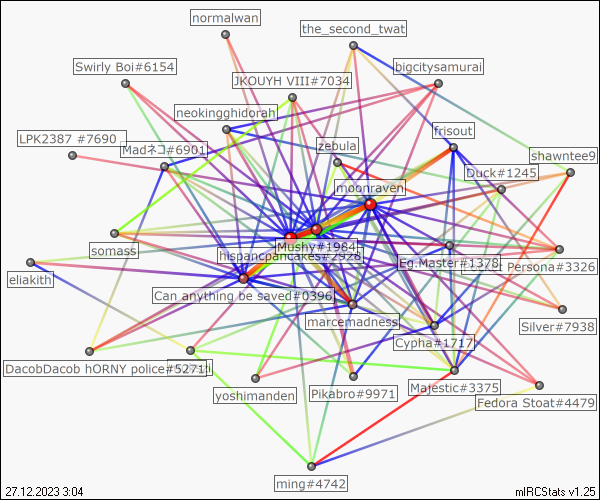 normalwan
the_second_twat
Swirly Boi#6154
bigcitysamurai
JKOUYH VIII#7034
neokingghidorah
frisout
LPK2387 #7690
Madネコ#6901
zebula
shawntee9
Duck#1245
moonraven
somass
Mushy#1984
hispancpancakes#2928
Eg.Master#1378
Persona#3326
eliakith
Can anything be saved#0396
marcemadness
Silver#7938
Cypha#1717
DacobDacob hORNY police#5271
Majestic#3375
yoshimanden
Pikabro#9971
Fedora Stoat#4479
ming#4742
27.12.2023 3:04
mIRCStats v1.25